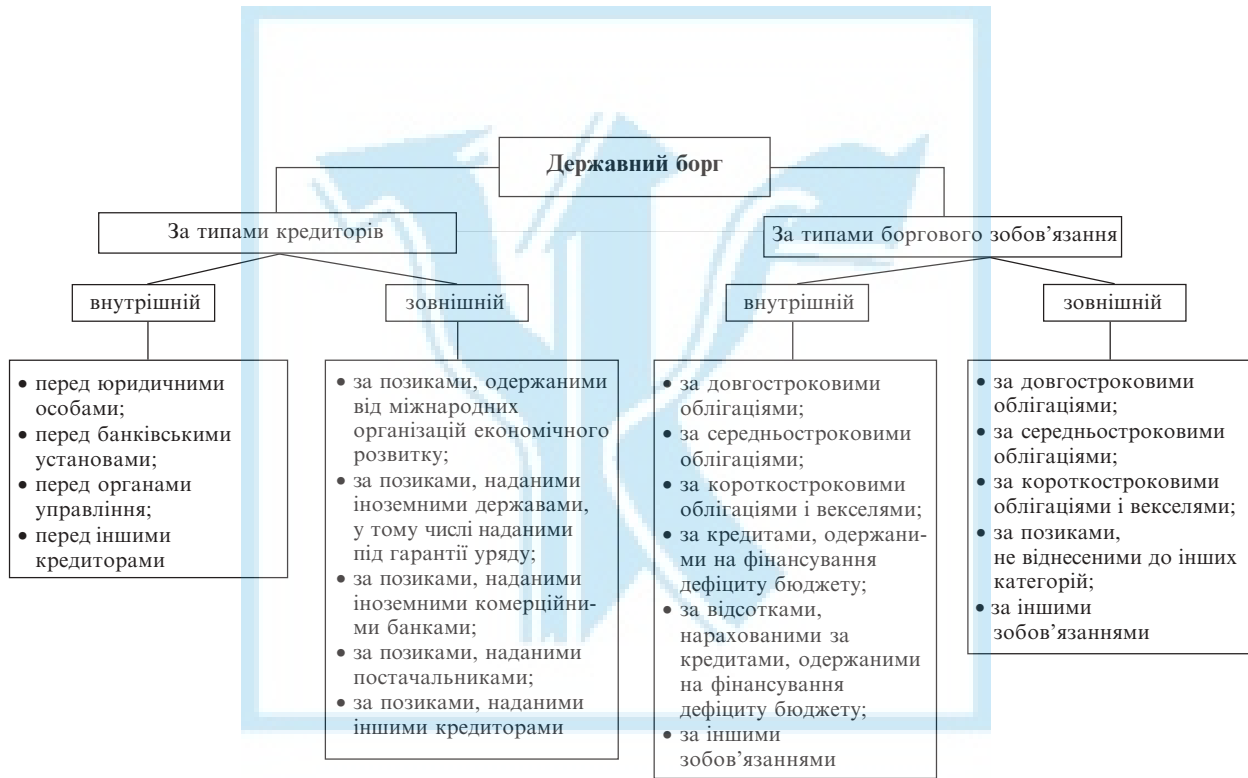 Державний борг
За типами кредиторів
За типами боргового зобов'язання
внутрішній
зовнішній
внутрішній
зовнішній
• перед юридичними
особами;
• перед банківськими
установами;
• перед органами
управління;
• перед іншими
кредиторами
• за позиками, одержаними
від міжнародних
організацій економічного
розвитку;
• за позиками, наданими
іноземними державами,
у тому числі наданими
під гарантії уряду;
• за позиками, наданими
іноземними комерційни-
ми банками;
• за позиками, наданими
постачальниками;
• за позиками, наданими
іншими кредиторами
• за довгостроковими
облігаціями;
• за середньостроковими
облігаціями;
• за короткостроковими
облігаціями і векселями;
• за кредитами, одержани-
ми на фінансування
дефіциту бюджету;
• за відсотками,
нарахованими за
кредитами, одержаними
на фінансування
дефіциту бюджету;
• за іншими
зобов'язаннями
• за довгостроковими
облігаціями;
• за середньостроковими
облігаціями;
• за короткостроковими
облігаціями і векселями;
• за позиками,
не віднесеними до інших
категорій;
• за іншими
зобов'язаннями